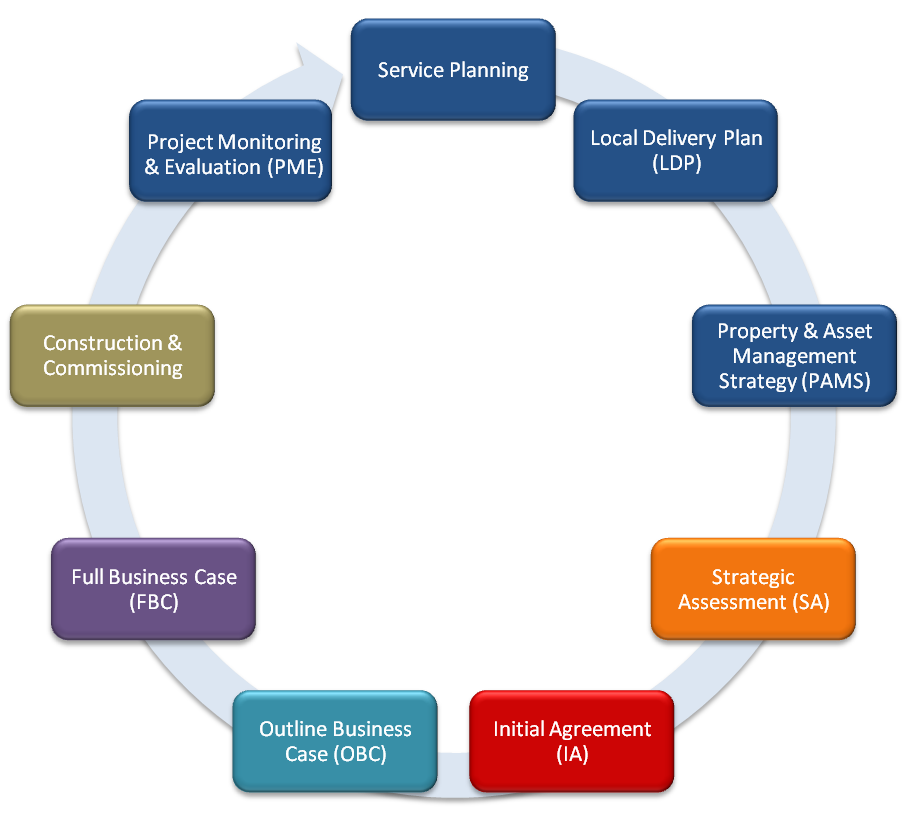 Service Planning
Local Delivery Plan
(LDP)
Property & Asset
Management
Strategy (PAMS)
Strategic
Assessment (SA)
Initial Agreement
(IA)
Outline Business
Case (OBC)
Full Business Case
(FBC)
Construction &
Commissioning
Project Monitoring
& Evaluation (PME)